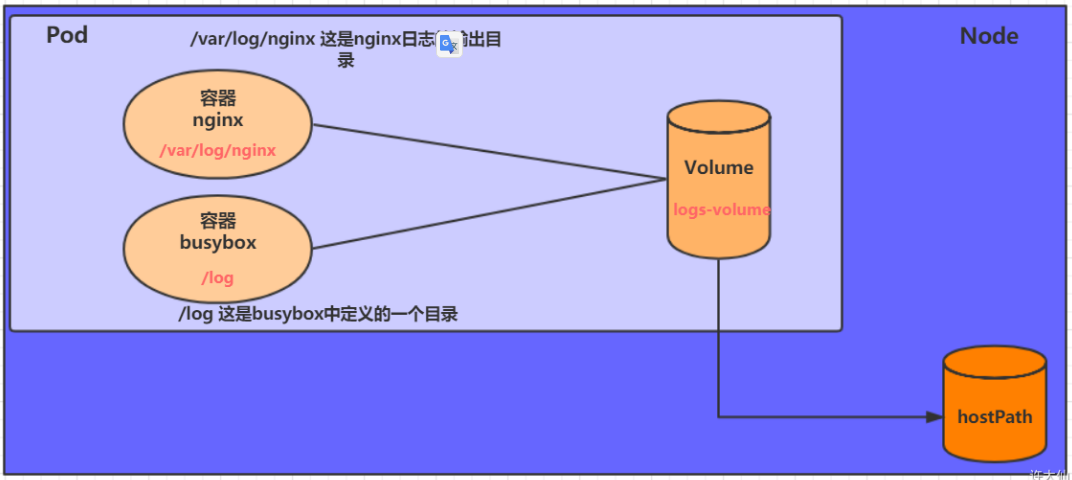 Pod
/var/log/nginx 这是nginx日志 出目
录
Node
容器
nginx
/var/log/nginx
容器
busybox
/log
/log 这是busybox中定义的一个目录
Volume
logs-volume
hostPath